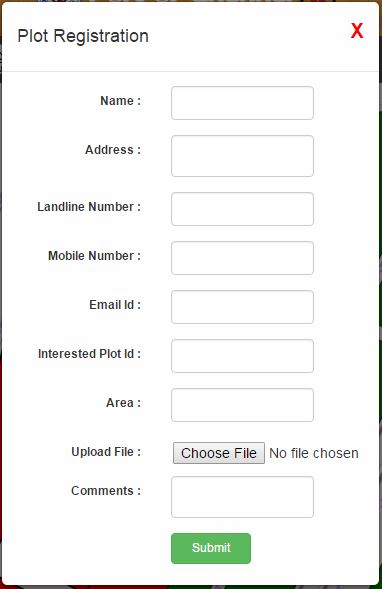 Plot Registration X
Name :
Address :
Landline Number :
Mobile Number :
Email Id :
Interested Plot Id :
Area :
Upload File : Choose File No file chosen
Comments :
Submit